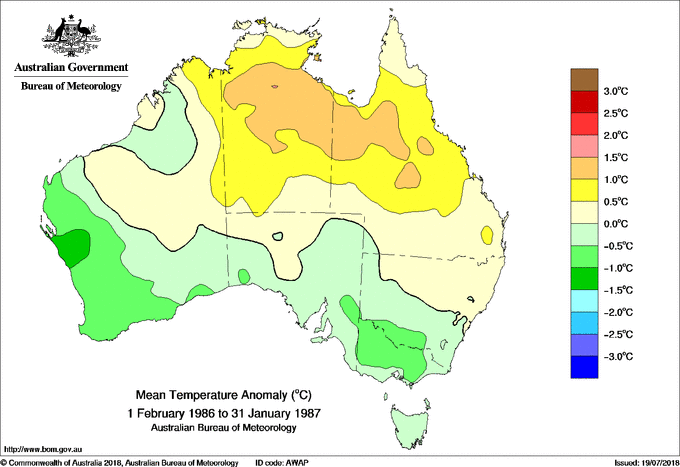 Australian Government
Bureau of Meteorology
3.0°C
2.5°C
2.0°C
1.5°C
1.0°C
0.5°C
0.0°C
-0.5°C
-1.0°C
-1.5°C
-2.0°C
-2.5°C
-3.0°C
Mean Temperature Anomaly (°C)
1 February 1986 to 31 January 1987
Australian Bureau of Meteorology
http://www.bom.gov.au
© Commonwealth of Australia 2018, Australian Bureau of Meteorology ID code: AWAP Issued: 19/07/2018